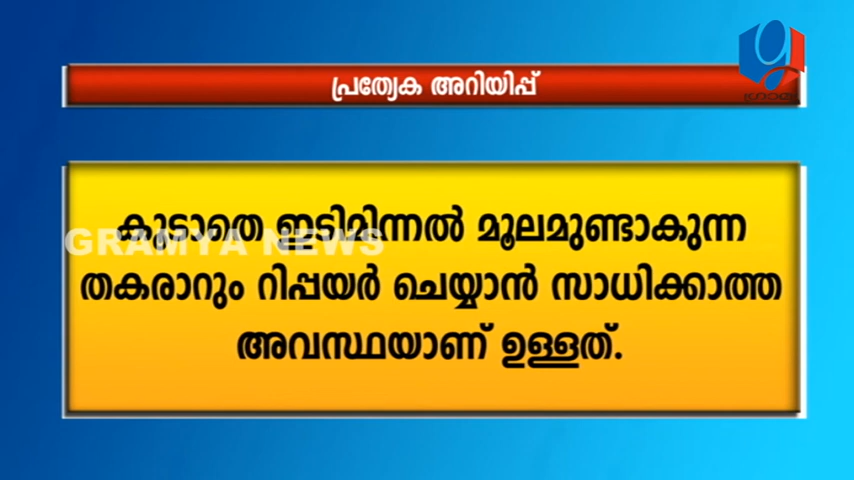 പ്രത്യേക അറിയിപ്പ്
കൂടാതെ ഇടിമിന്നൽ മൂലമുണ്ടാകുന്ന
GRAMYA NEWS
തകരാറും റിപ്പയർ ചെയ്യാൻ സാധിക്കാത്ത
അവസ്ഥയാണ് ഉള്ളത്.